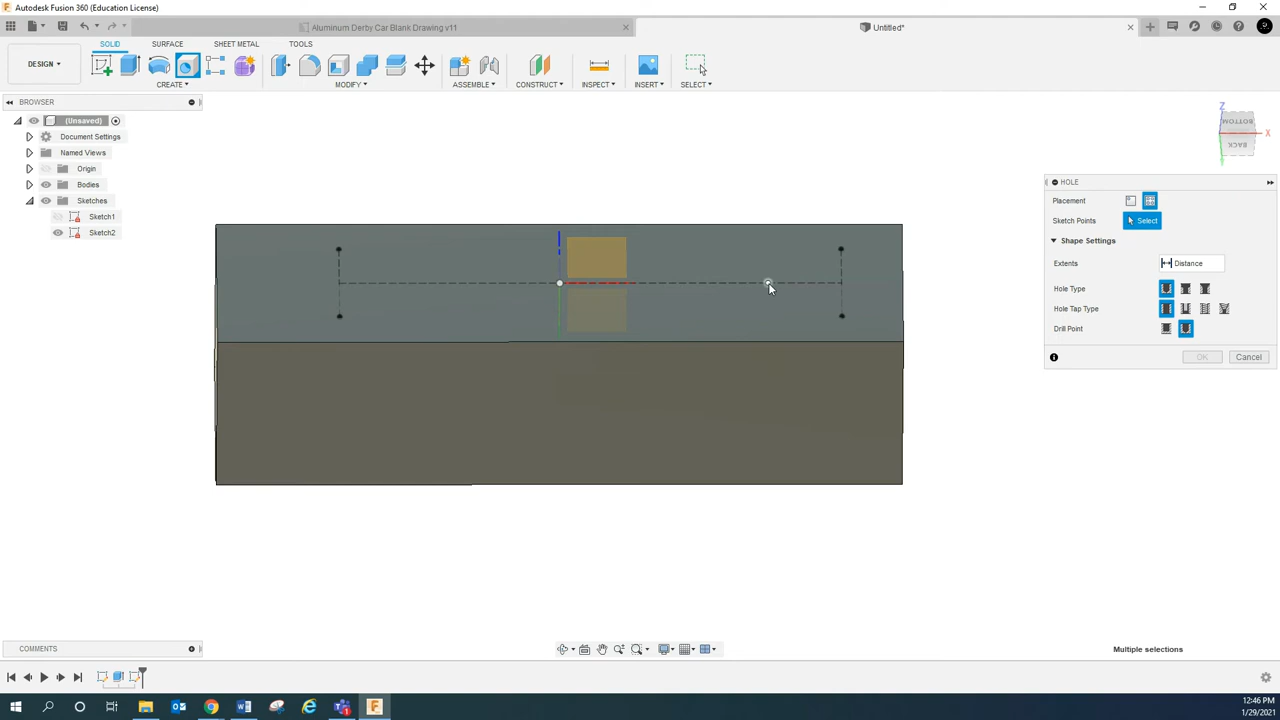 Autodesk Fusion 360 (Education License)
Aluminum Derby Car Blank Drawing v11
Untitled*
DESIGN
SOLID
SURFACE
SHEET METAL
TOOLS
CREATE
MODIFY
ASSEMBLE
CONSTRUCT
INSPECT
INSERT
SELECT
BROWSER
(Unsaved)
Document Settings
Named Views
Origin
Bodies
Sketches
Sketch1
Sketch2
Z
BOTTOM
X
BACK
HOLE
Placement
Sketch Points
Select
Shape Settings
Extents
Distance
Hole Type
Hole Tap Type
Drill Point
OK
Cancel
COMMENTS
Multiple selections
12:46 PM
1/29/2021